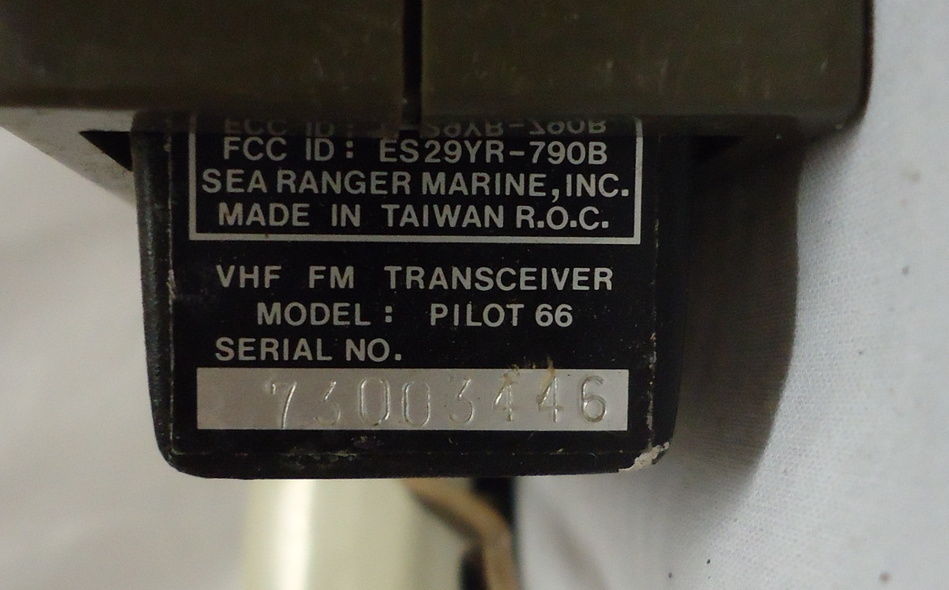 FCC ID: ES29YR-790B
SEA RANGER MARINE, INC.
MADE IN TAIWAN R.O.C.
VHF FM TRANSCEIVER
MODEL: PILOT 66
SERIAL NO.
73003446